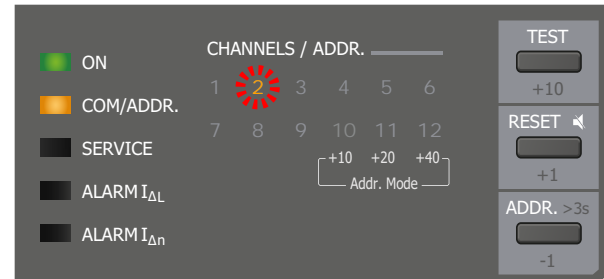 ON
COM/ADDR.
SERVICE
ALARM IΔL
ALARM IΔn
CHANNELS / ADDR.
1 2 3 4 5 6
7 8 9 10 11 12
+10 +20 +40
Addr. Mode
TEST
+10
RESET
+1
ADDR. >3s
-1